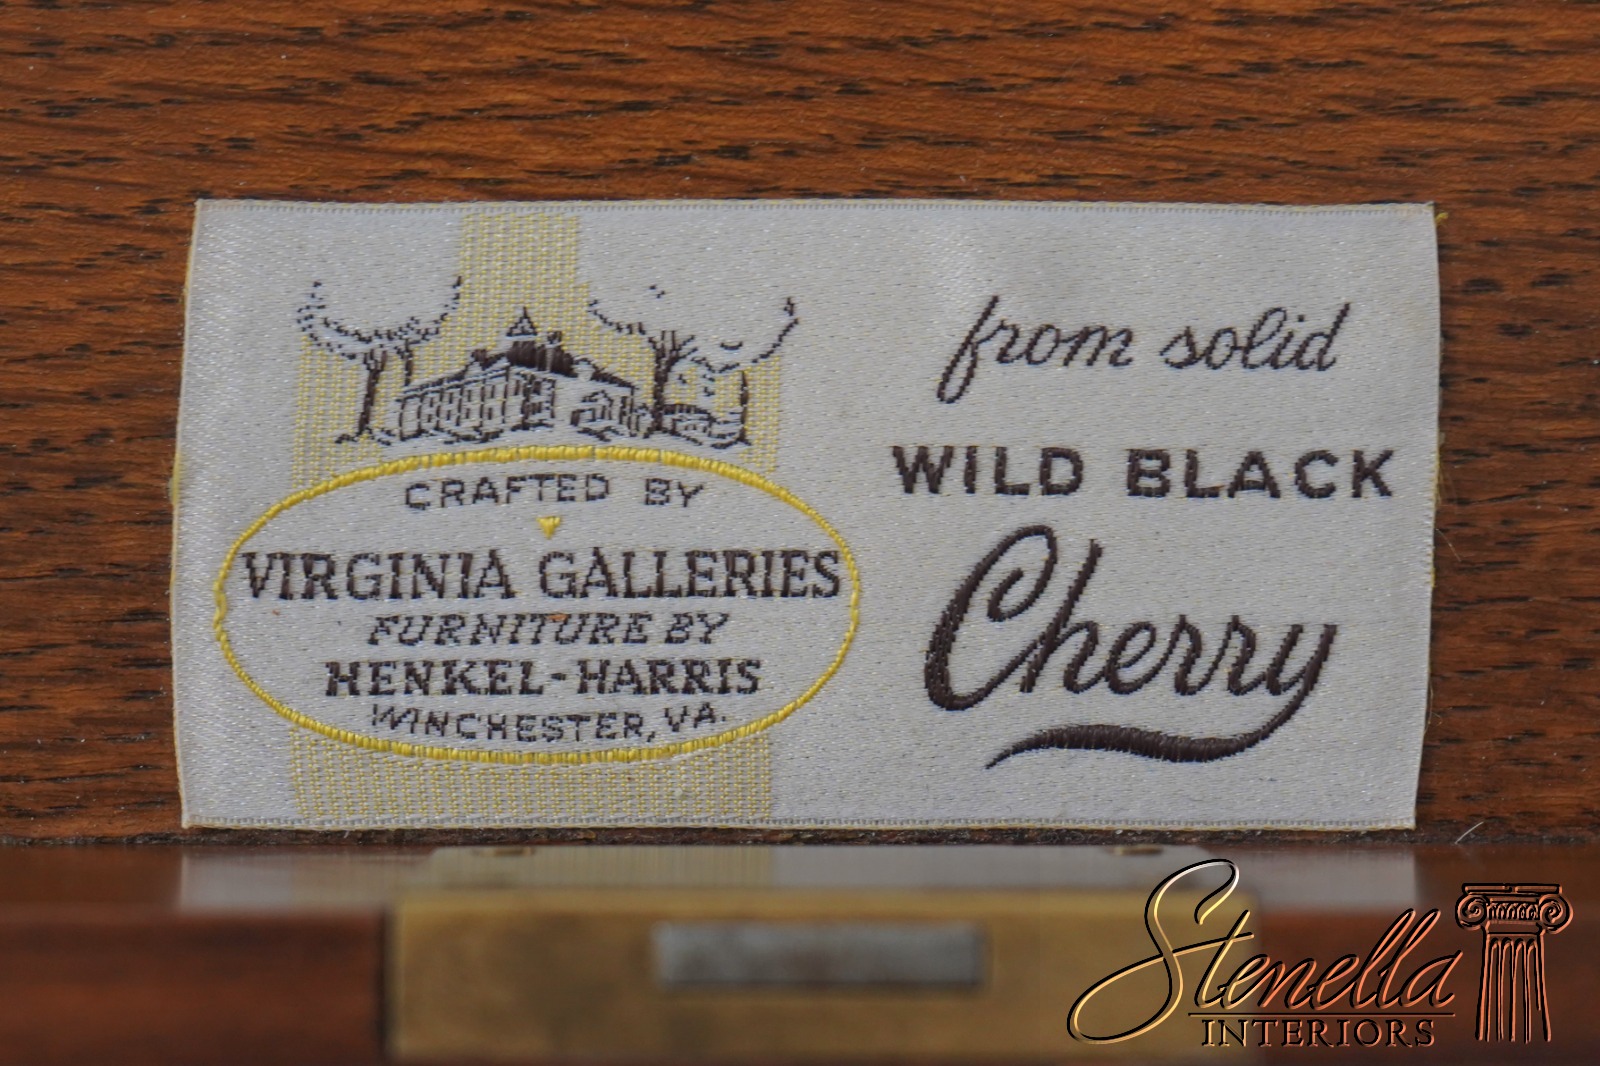 CRAFTED BY
VIRGINIA GALLERIES
FURNITURE BY
HENKEL-HARRIS
WINCHESTER, VA.
from solid
WILD BLACK
Cherry
Stenella
INTERIORS